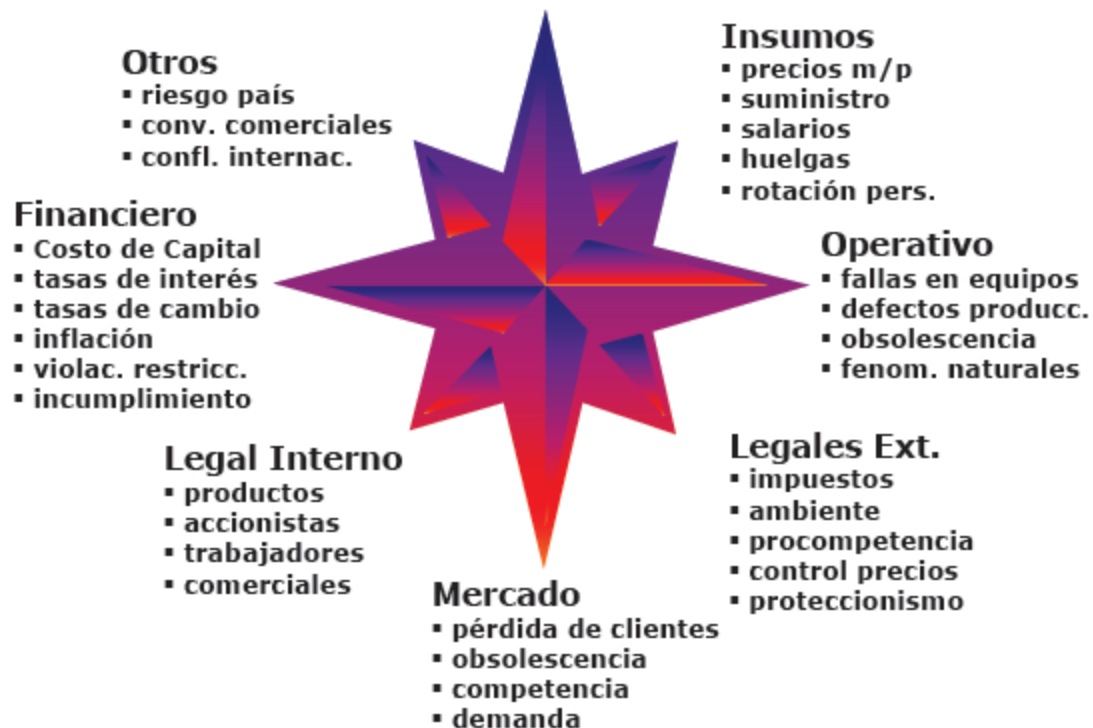 Otros
▪ riesgo país
▪ conv. comerciales
▪ confl. internac.
Insumos
▪ precios m/p
▪ suministro
▪ salarios
▪ huelgas
▪ rotación pers.
Financiero
▪ Costo de Capital
▪ tasas de interés
▪ tasas de cambio
▪ inflación
▪ violac. restricc.
▪ incumplimiento
Operativo
▪ fallas en equipos
▪ defectos producc.
▪ obsolescencia
▪ fenom. naturales
Legal Interno
▪ productos
▪ accionistas
▪ trabajadores
▪ comerciales
Legales Ext.
▪ impuestos
▪ ambiente
▪ procompetencia
▪ control precios
▪ proteccionismo
Mercado
▪ pérdida de clientes
▪ obsolescencia
▪ competencia
▪ demanda